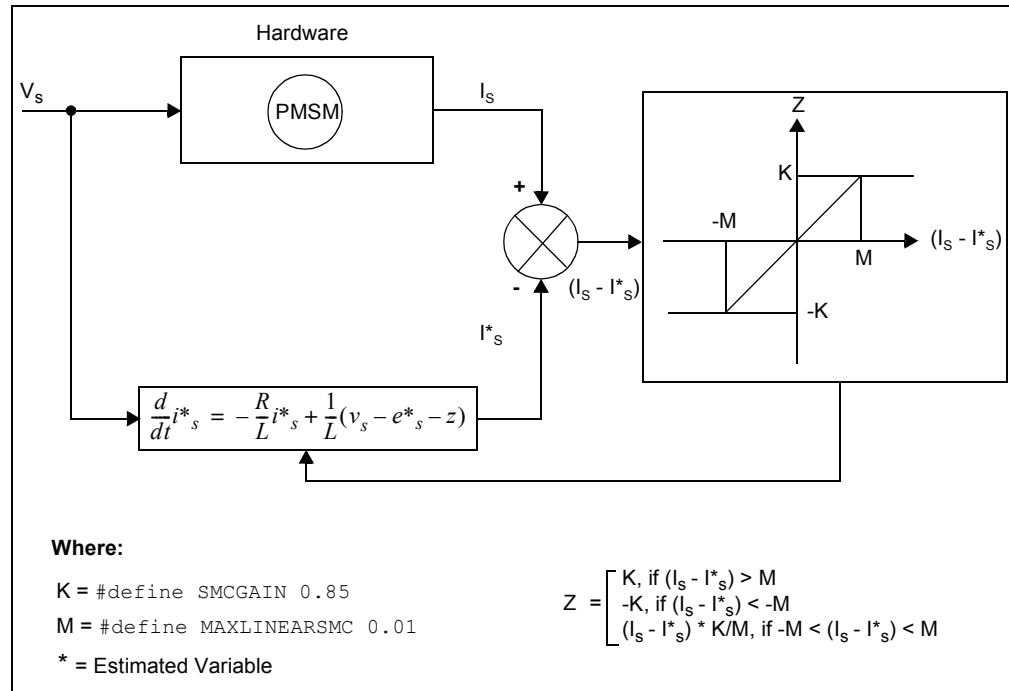 Hardware
Vs
PMSM
IS
+
-
(IS - I*S)
I*S
Z
K
-M
M
(IS - I*S)
-K
d/dt i*s = - R/L i*s + 1/L (vs - e*s - z)
Where:
K = #define SMCGAIN 0.85
M = #define MAXLINEARSMC 0.01
* = Estimated Variable
Z =
K, if (Is - I*s) > M
-K, if (Is - I*s) < -M
(Is - I*s) * K/M, if -M < (Is - I*s) < M